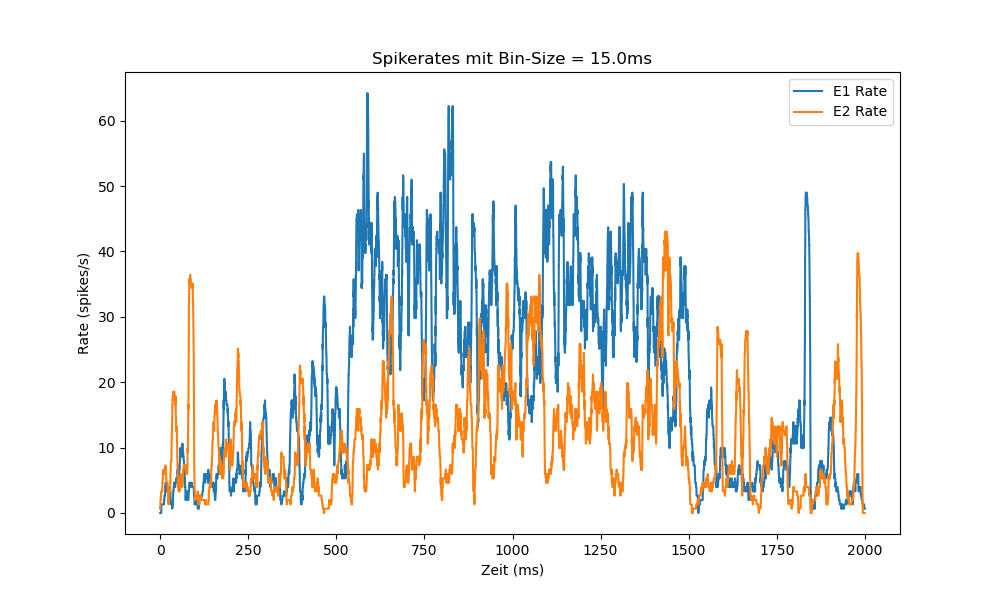 Spikerates mit Bin-Size = 15.0ms
E1 Rate
E2 Rate
Rate (spikes/s)
60
50
40
30
20
10
0
0 250 500 750 1000 1250 1500 1750 2000
Zeit (ms)